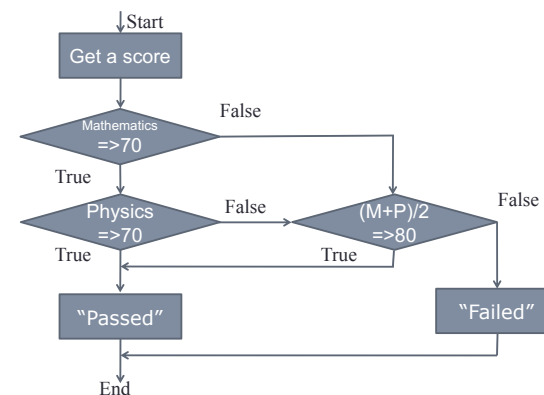 Start
Get a score
False
Mathematics
=>70
True
Physics
=>70
False
(M+P)/2
=>80
False
True
True
“Passed”
“Failed”
End